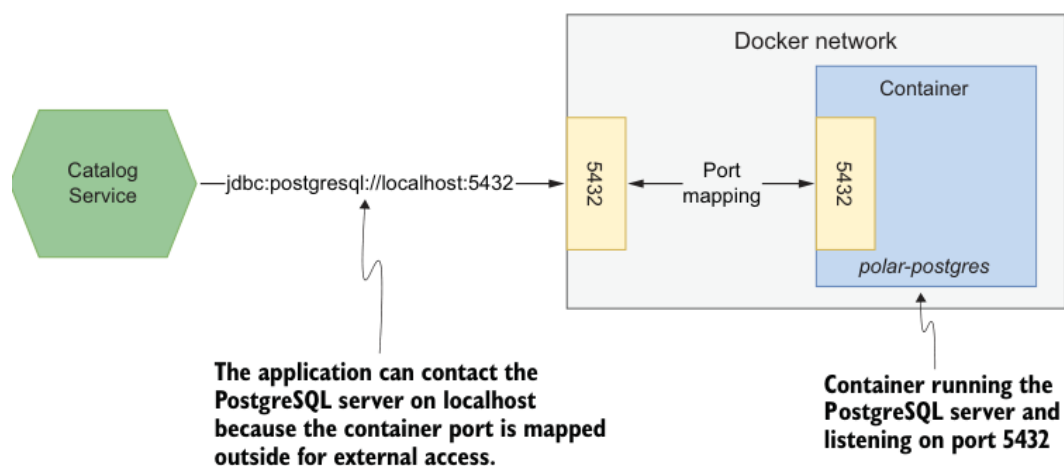 Docker network
Container
Catalog
Service
jdbc:postgresql://localhost:5432
5432
Port
mapping
5432
polar-postgres
The application can contact the
PostgreSQL server on localhost
because the container port is mapped
outside for external access.
Container running the
PostgreSQL server and
listening on port 5432